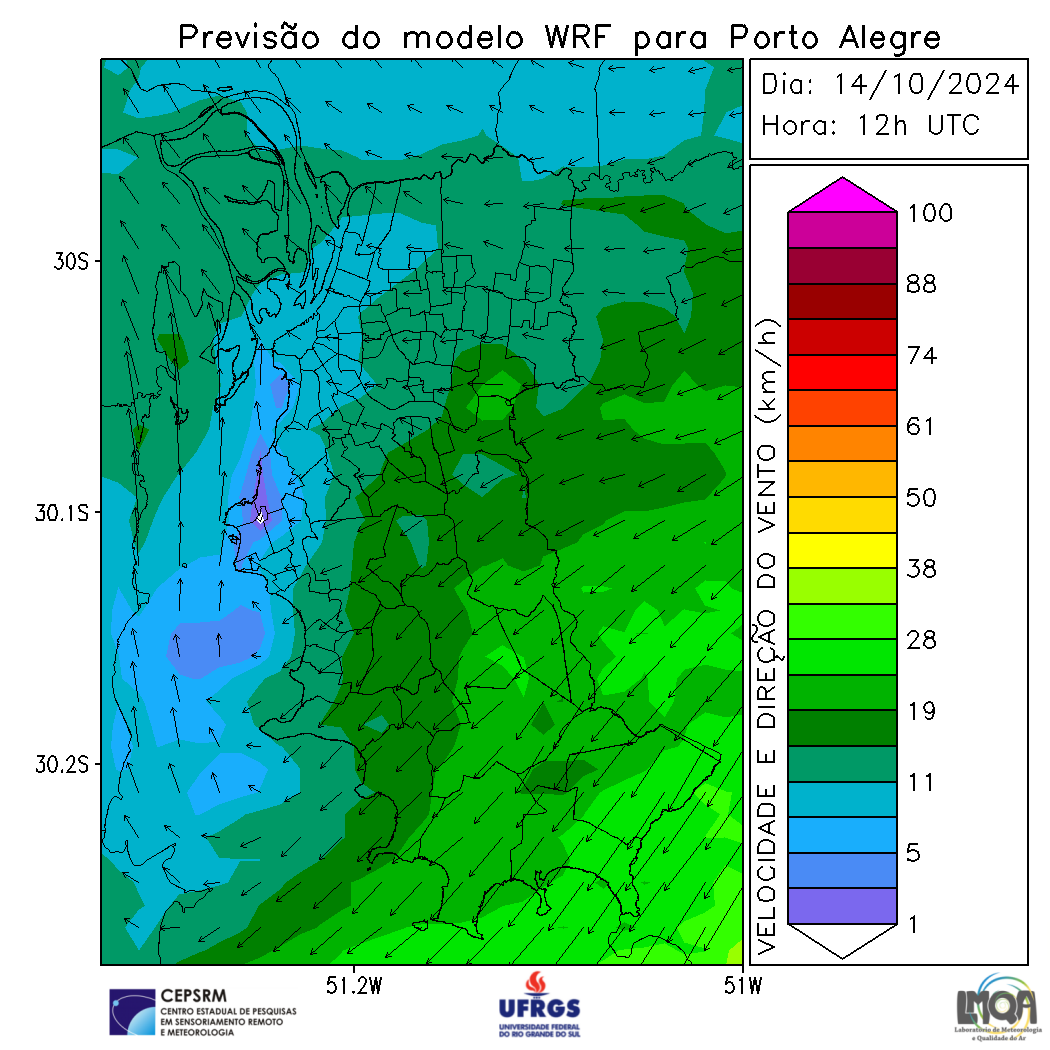 Previsão do modelo WRF para Porto Alegre
Dia: 14/10/2024
Hora: 12h UTC
30S
30.1S
30.2S
51.2W
51W
VELOCIDADE E DIREÇÃO DO VENTO (km/h)
100
88
74
61
50
38
28
19
11
5
1
CEPSRM
CENTRO ESTADUAL DE PESQUISAS
EM SENSORIAMENTO REMOTO
E METEOROLOGIA
UFRGS
UNIVERSIDADE FEDERAL
DO RIO GRANDE DO SUL
LMQA
Laboratório de Meteorologia
e Qualidade do Ar